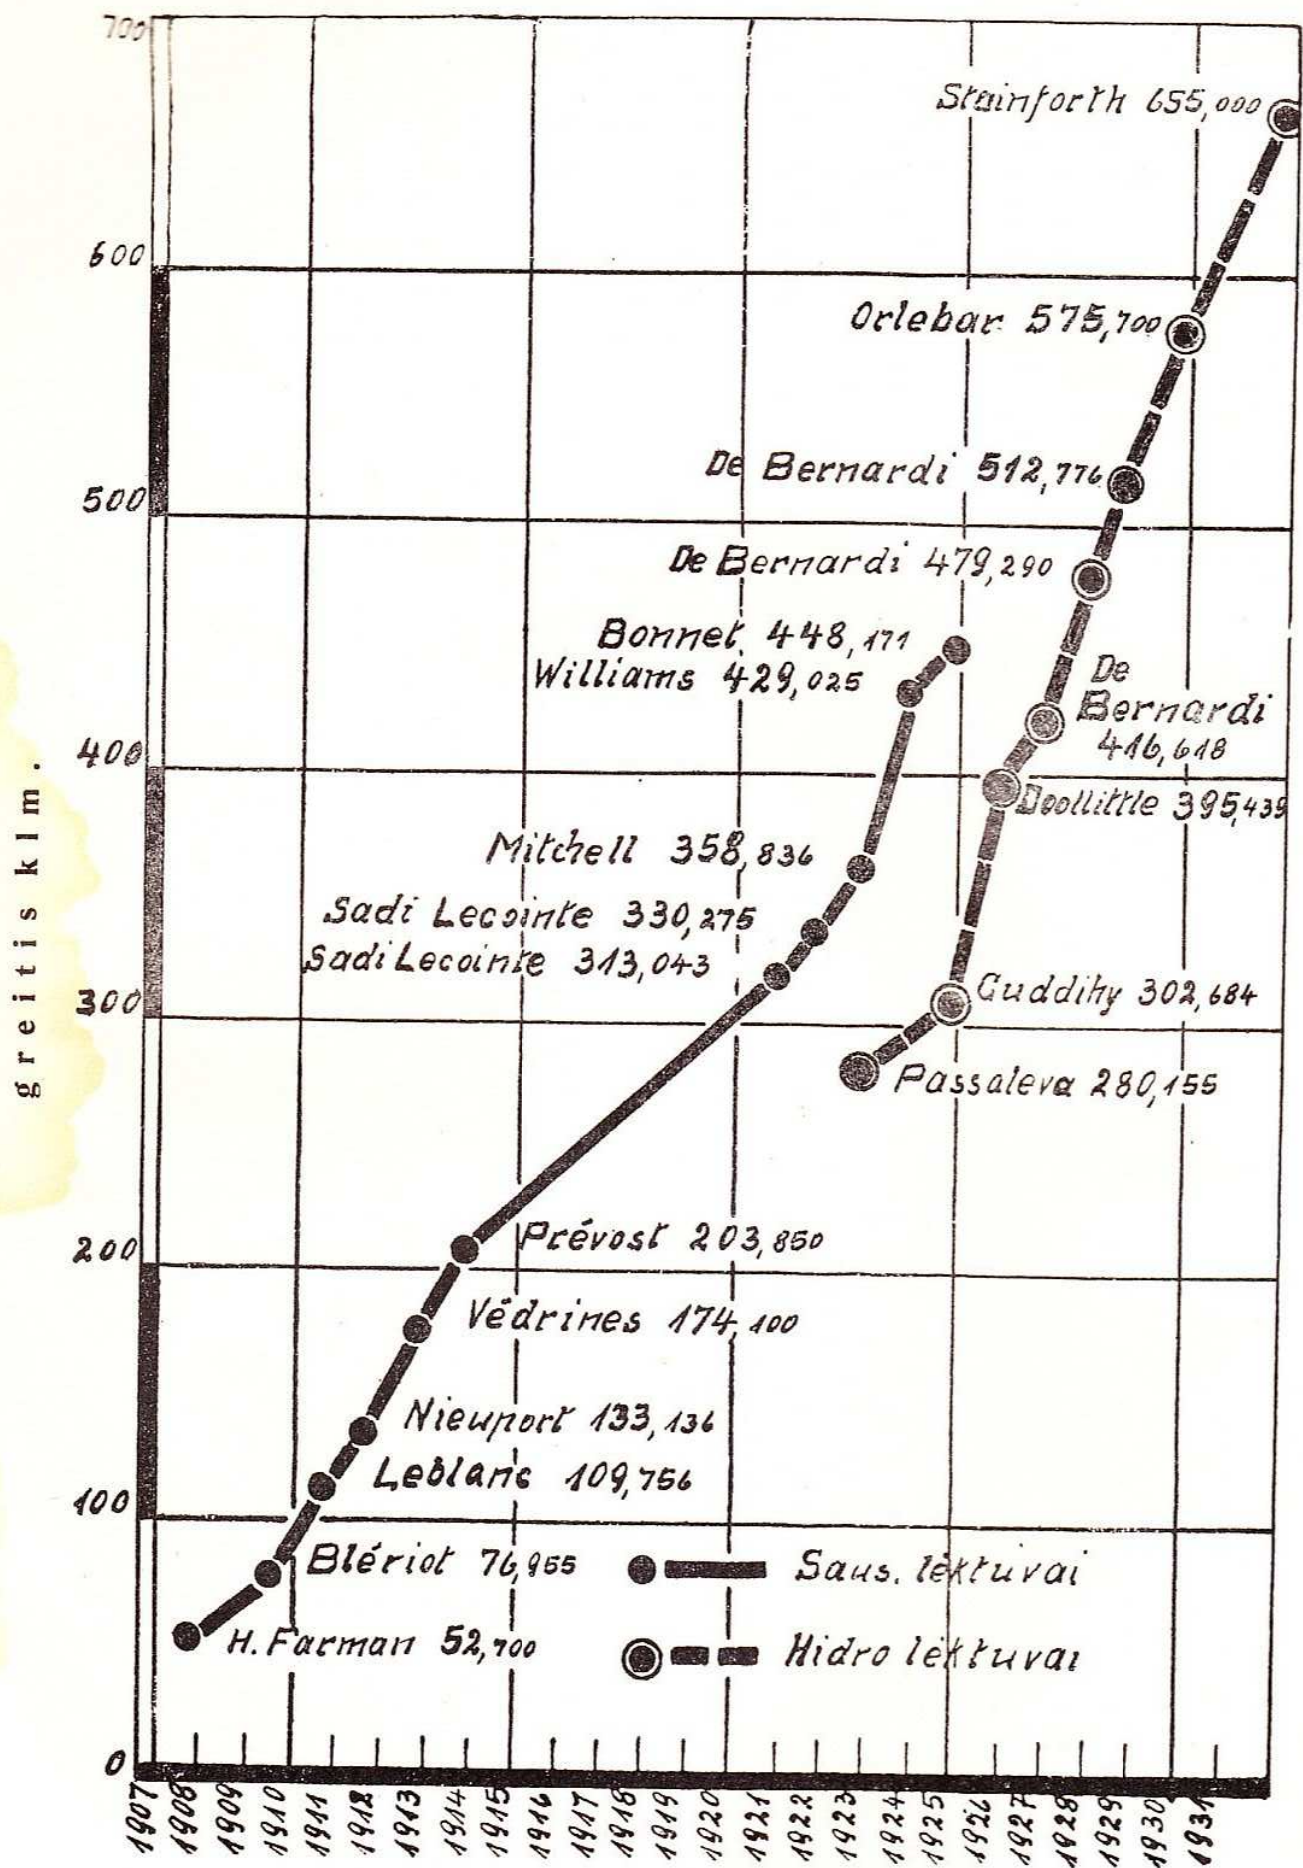 700
Stainforth 655,000
600
Orlebar 575,700
De Bernardi 512,776
500
De Bernardi 479,290
Bonnet 448,171
Williams 429,025
De
Bernardi
416,618
400
Doollittle 395,439
Mitchell 358,836
Sadi Lecointe 330,275
Sadi Lecointe 313,043
300
Cuddihy 302,684
Passaleva 280,155
greitis klm.
200
Prévost 203,850
Védrines 174,100
Nieuport 133,136
Leblanc 109,756
100
Blériot 76,955
Saus. lėktuvai
H. Farman 52,700
Hidro lėktuvai
0
1907 1908 1909 1910 1911 1912 1913 1914 1915 1916 1917 1918 1919 1920 1921 1922 1923 1924 1925 1926 1927 1928 1929 1930 1931